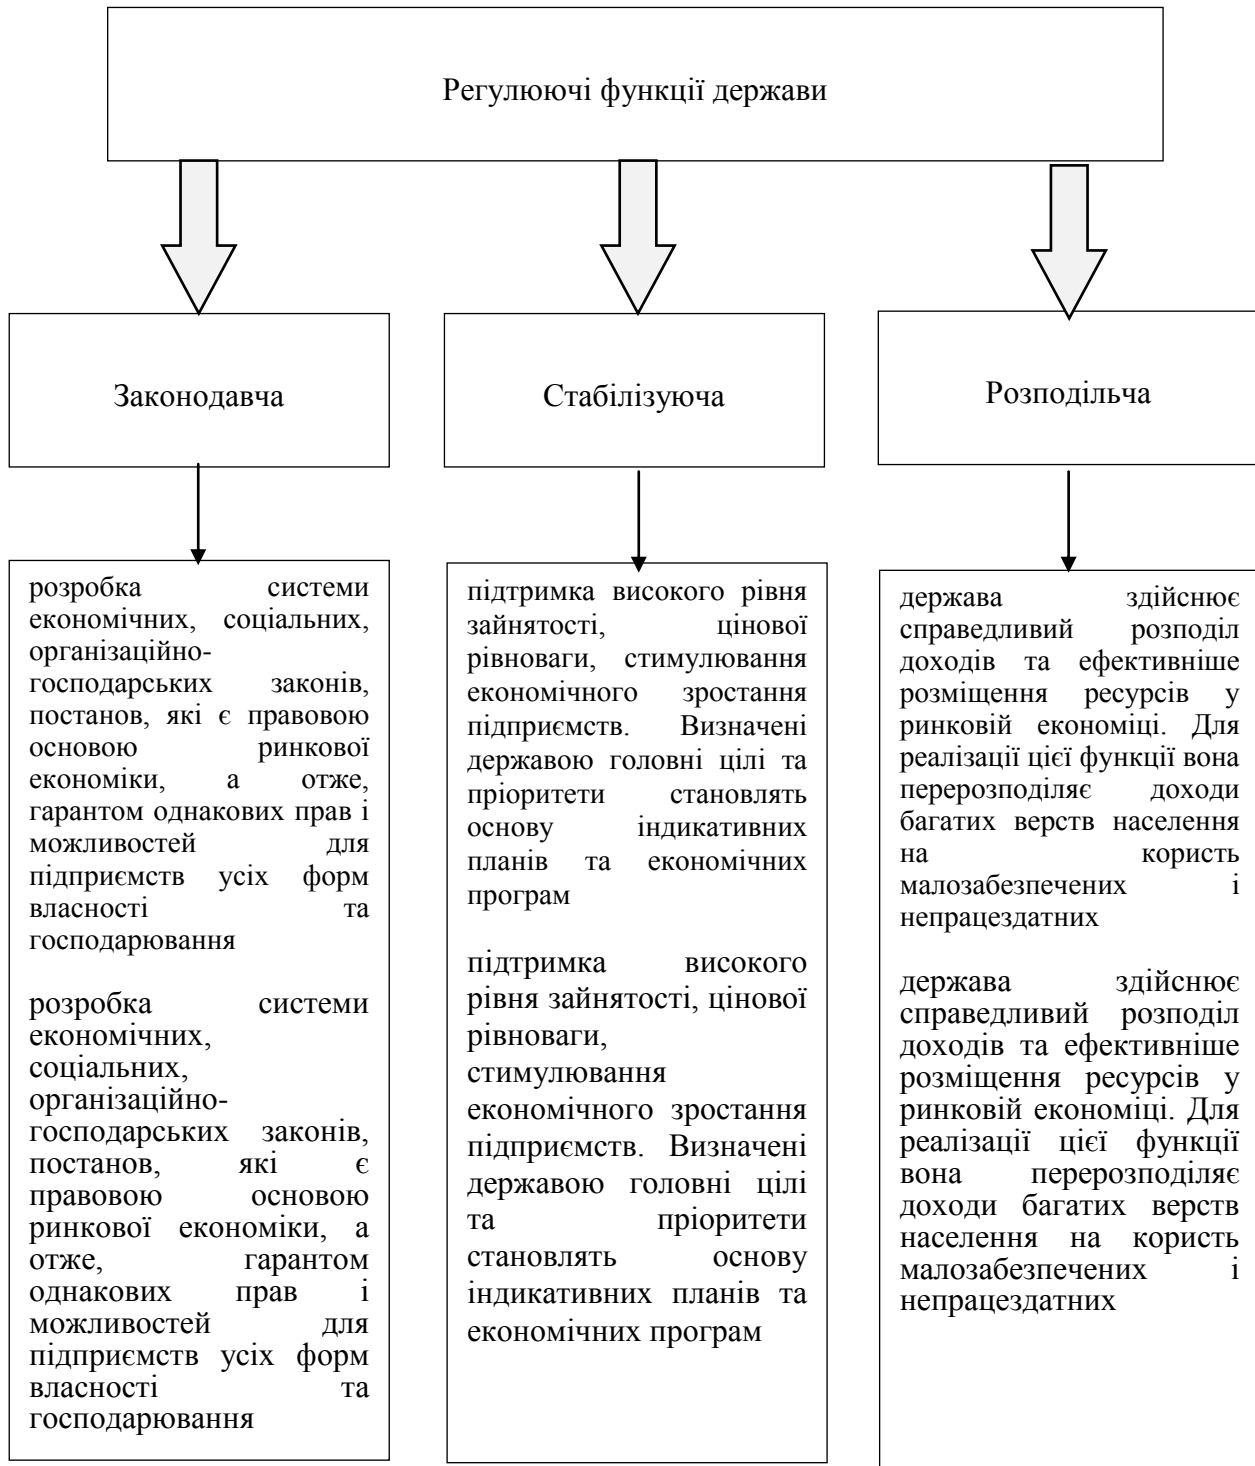 Регулюючі функції держави
Законодавча
Стабілізуюча
Розподільча
розробка системи
економічних, соціальних,
організаційно-
господарських законів,
постанов, які є правовою
основою ринкової
економіки, а отже,
гарантом однакових прав і
можливостей для
підприємств усіх форм
власності та
господарювання
розробка системи
економічних,
соціальних,
організаційно-
господарських законів,
постанов, які є
правовою основою
ринкової економіки, а
отже, гарантом
однакових прав і
можливостей для
підприємств усіх форм
власності та
господарювання
підтримка високого рівня
зайнятості, цінової
рівноваги, стимулювання
економічного зростання
підприємств. Визначені
державою головні цілі та
пріоритети становлять
основу індикативних
планів та економічних
програм
підтримка високого
рівня зайнятості, цінової
рівноваги,
стимулювання
економічного зростання
підприємств. Визначені
державою головні цілі
та пріоритети
становлять основу
індикативних планів та
економічних програм
держава здійснює
справедливий розподіл
доходів та ефективніше
розміщення ресурсів у
ринковій економіці. Для
реалізації цієї функції вона
перерозподіляє доходи
багатих верств населення
на користь
малозабезпечених і
непрацездатних
держава здійснює
справедливий розподіл
доходів та ефективніше
розміщення ресурсів у
ринковій економіці. Для
реалізації цієї функції
вона перерозподіляє
доходи багатих верств
населення на користь
малозабезпечених і
непрацездатних